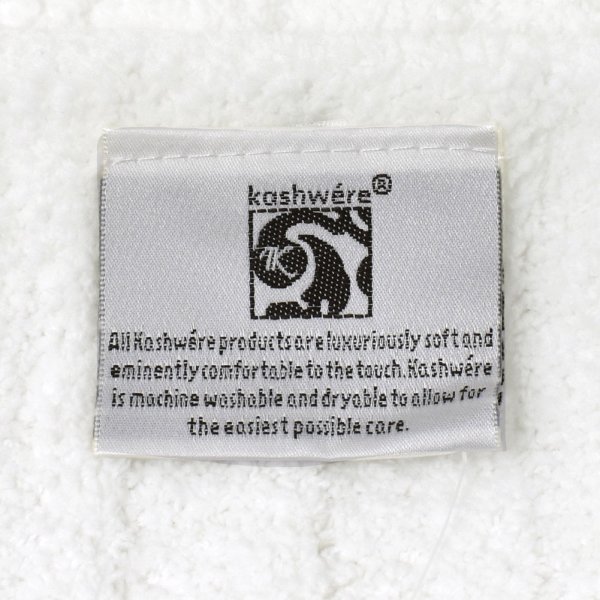 kashwére®
K
All Kashwére products are luxuriously soft and
eminently comfortable to the touch. Kashwére
is machine washable and dryable to allow for
the easiest possible care.